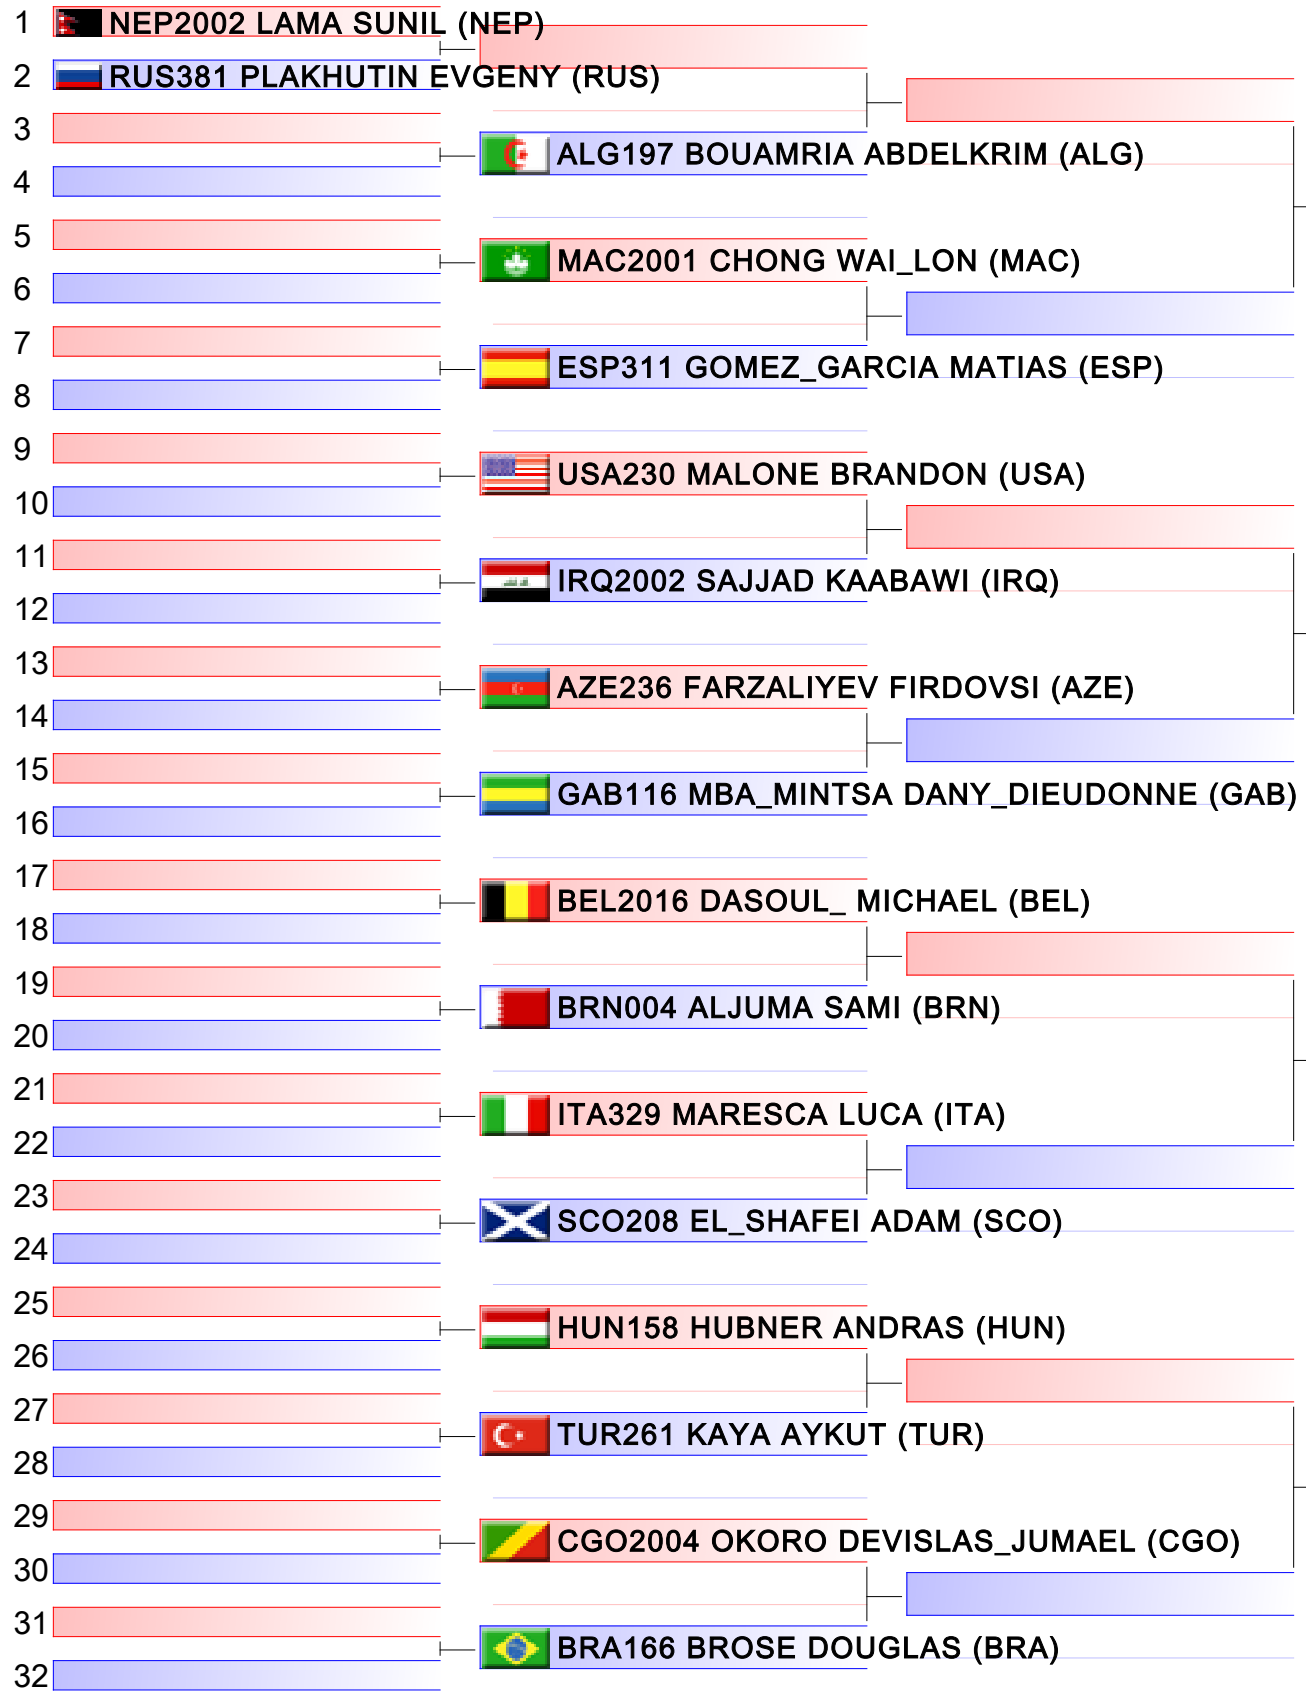 1 NEP2002 LAMA SUNIL (NEP)
2 RUS381 PLAKHUTIN EVGENY (RUS)
3
ALG197 BOUAMRIA ABDELKRIM (ALG)
4
5
MAC2001 CHONG WAI_LON (MAC)
6
7
ESP311 GOMEZ_GARCIA MATIAS (ESP)
8
9
USA230 MALONE BRANDON (USA)
10
11
IRQ2002 SAJJAD KAABAWI (IRQ)
12
13
AZE236 FARZALIYEV FIRDOVSI (AZE)
14
15
GAB116 MBA_MINTSA DANY_DIEUDONNE (GAB)
16
17
BEL2016 DASOUL_ MICHAEL (BEL)
18
19
BRN004 ALJUMA SAMI (BRN)
20
21
ITA329 MARESCA LUCA (ITA)
22
23
SCO208 EL_SHAFEI ADAM (SCO)
24
25
HUN158 HUBNER ANDRAS (HUN)
26
27
TUR261 KAYA AYKUT (TUR)
28
29
CGO2004 OKORO DEVISLAS_JUMAEL (CGO)
30
31
BRA166 BROSE DOUGLAS (BRA)
32